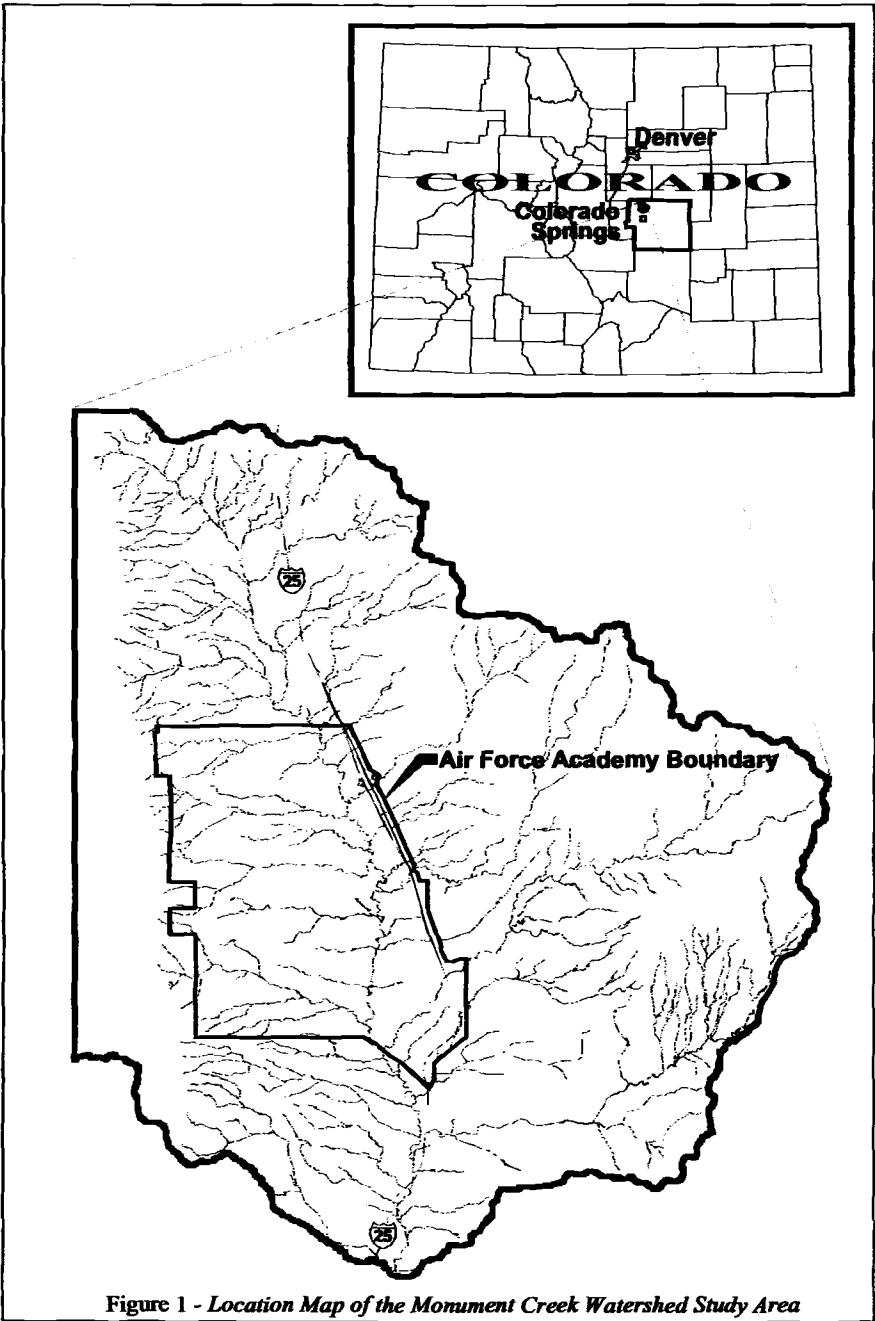 Denver
COLORADO
Colorado
Springs
25
Air Force Academy Boundary
25
Figure 1 - Location Map of the Monument Creek Watershed Study Area